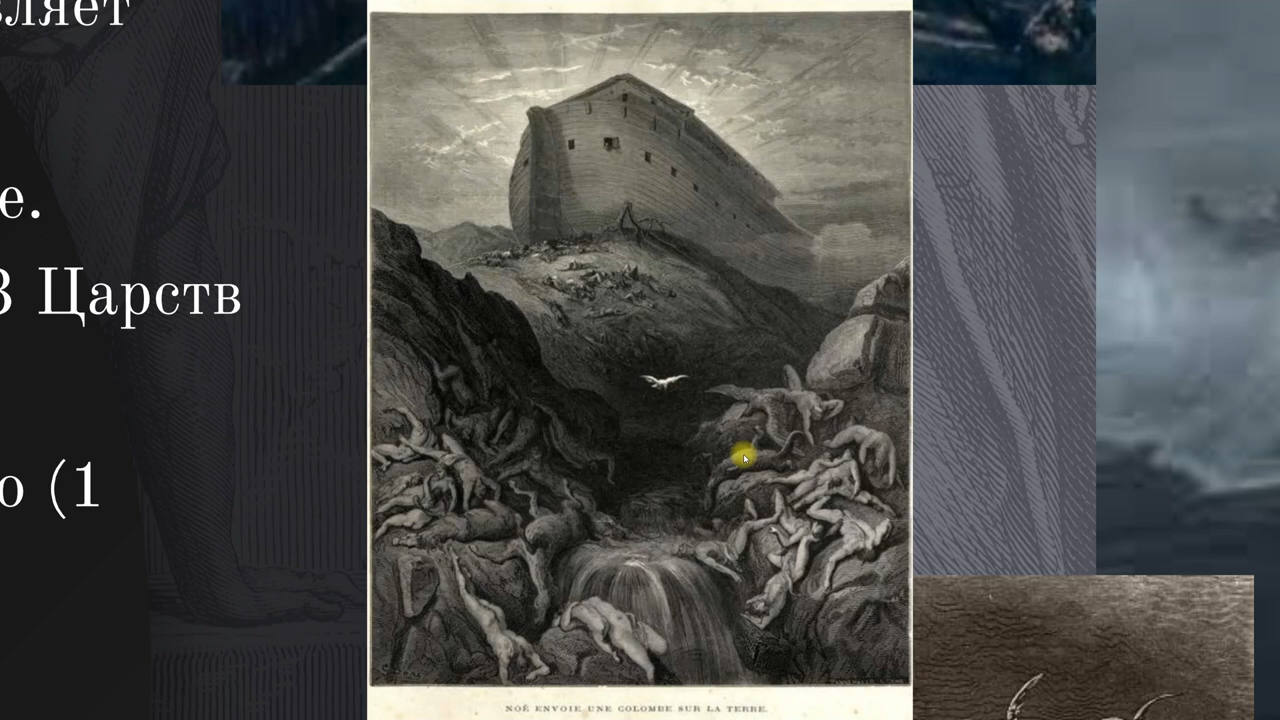 вляет
е.
3 Царств
о (1
NOÉ ENVOIE UNE COLOMBE SUR LA TERRE.